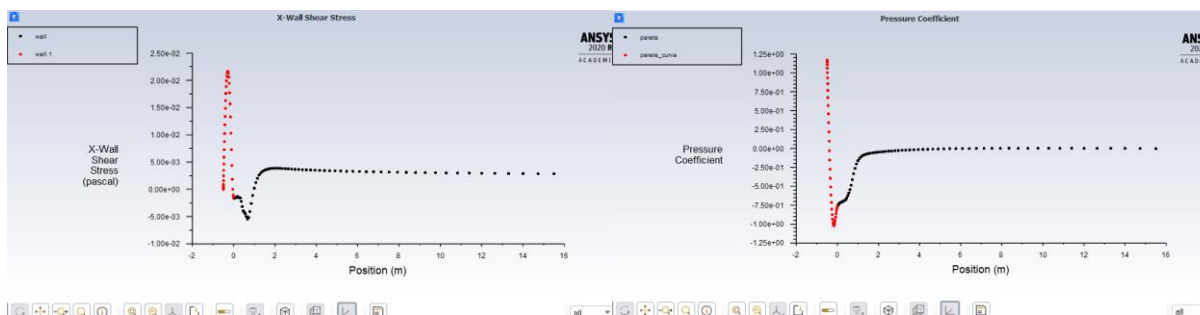 X-Wall Shear Stress
wall
wall.1
ANSYS
2020 R
ACADEMI
2.50e-02
2.00e-02
1.50e-02
1.00e-02
5.00e-03
0.00e+00
-5.00e-03
-1.00e-02
X-Wall
Shear
Stress
(pascal)
-2 0 2 4 6 8 10 12 14 16
Position (m)
all
Pressure Coefficient
parete
parete_curva
ANS
202
ACAD
1.25e+00
1.00e+00
7.50e-01
5.00e-01
2.50e-01
0.00e+00
-2.50e-01
-5.00e-01
-7.50e-01
-1.00e+00
-1.25e+00
Pressure
Coefficient
-2 0 2 4 6 8 10 12 14 16
Position (m)
all